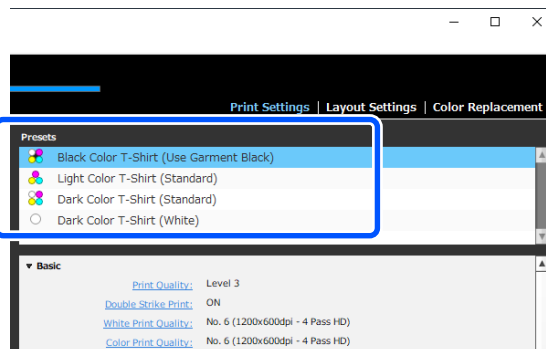 Print Settings | Layout Settings | Color Replacement
Presets
Black Color T-Shirt (Use Garment Black)
Light Color T-Shirt (Standard)
Dark Color T-Shirt (Standard)
Dark Color T-Shirt (White)
▼ Basic
Print Quality: Level 3
Double Strike Print: ON
White Print Quality: No. 6 (1200x600dpi - 4 Pass HD)
Color Print Quality: No. 6 (1200x600dpi - 4 Pass HD)